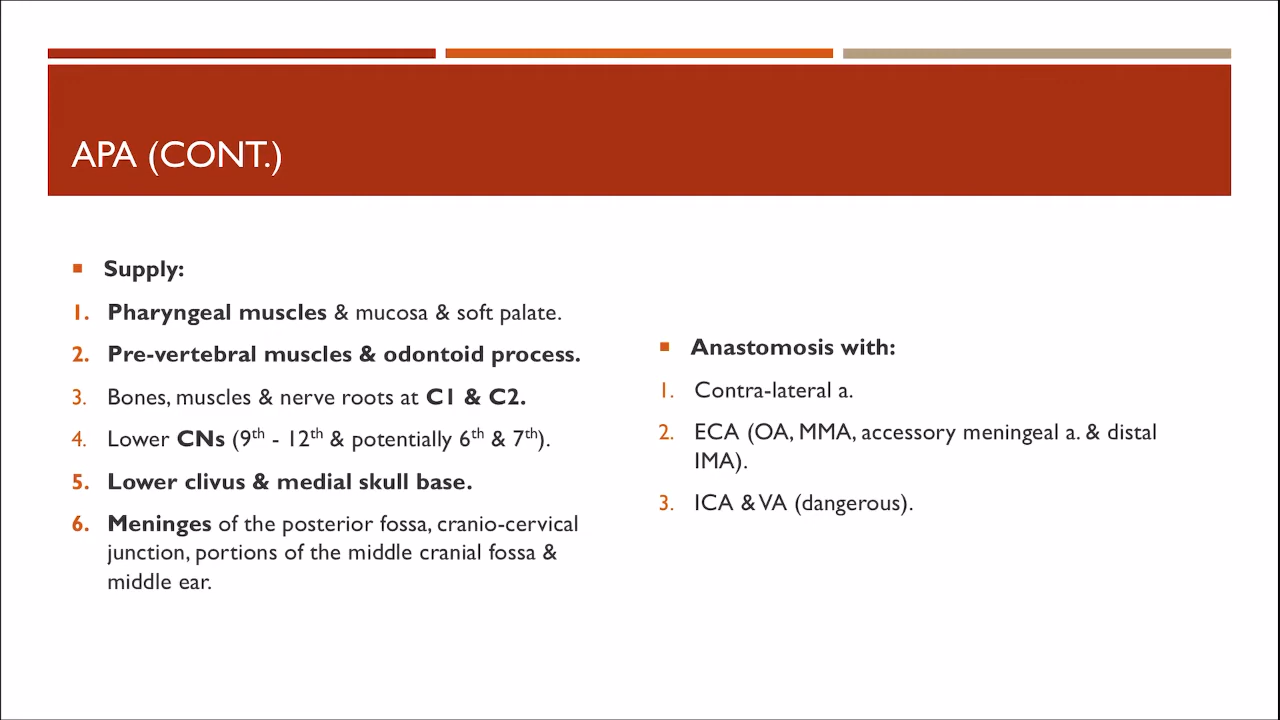 APA (CONT.)
▪ Supply:
1. Pharyngeal muscles & mucosa & soft palate.
2. Pre-vertebral muscles & odontoid process.
3. Bones, muscles & nerve roots at C1 & C2.
4. Lower CNs (9th - 12th & potentially 6th & 7th).
5. Lower clivus & medial skull base.
6. Meninges of the posterior fossa, cranio-cervical
junction, portions of the middle cranial fossa &
middle ear.
▪ Anastomosis with:
1. Contra-lateral a.
2. ECA (OA, MMA, accessory meningeal a. & distal
IMA).
3. ICA & VA (dangerous).